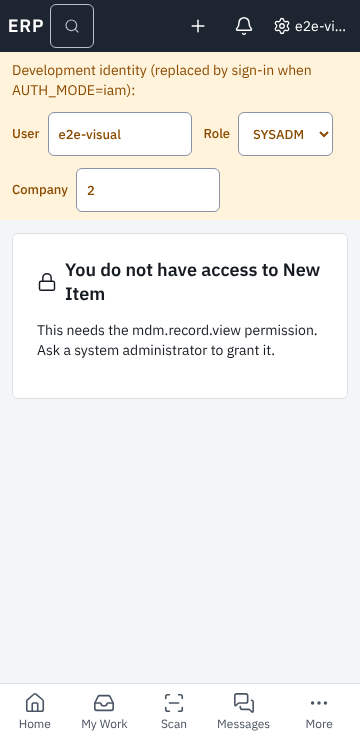 ERP
e2e-vi...
Development identity (replaced by sign-in when
AUTH_MODE=iam):
User e2e-visual Role SYSADM
Company 2
You do not have access to New
Item
This needs the mdm.record.view permission.
Ask a system administrator to grant it.
Home My Work Scan Messages More